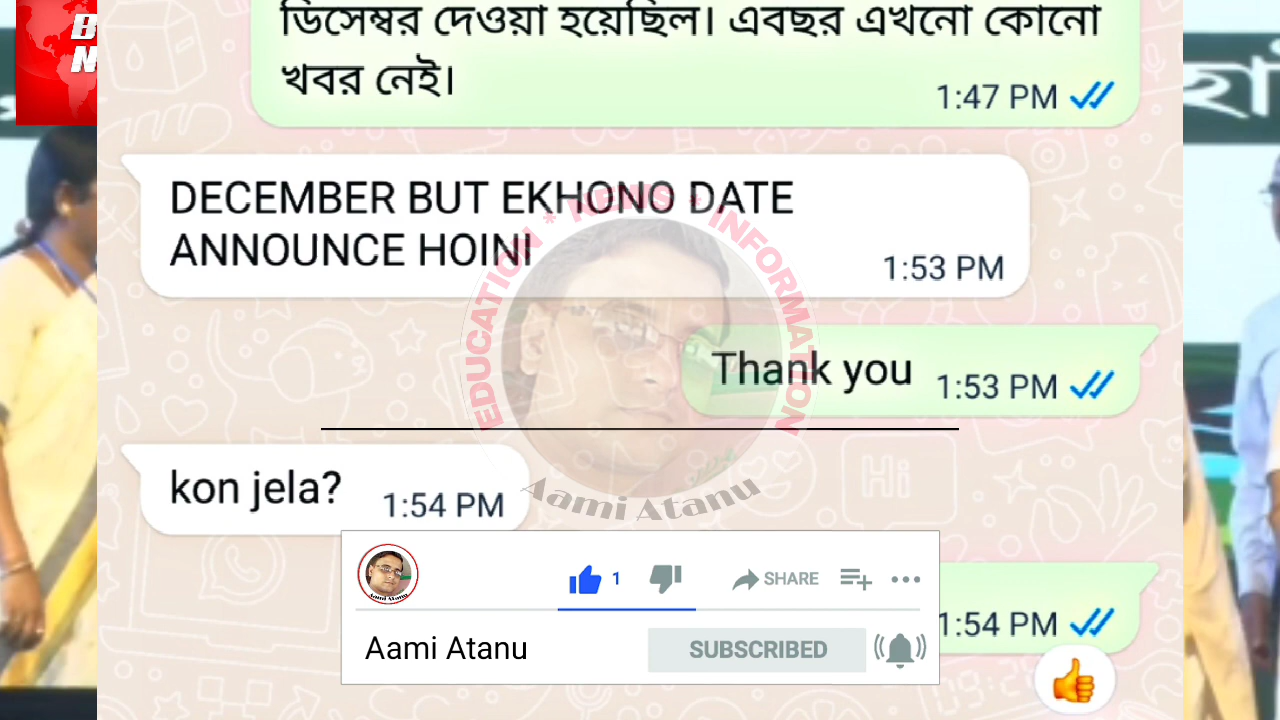 ডিসেম্বর দেওয়া হয়েছিল। এবছর এখনো কোনো
খবর নেই।
1:47 PM
DECEMBER BUT EKHONO DATE
ANNOUNCE HOINI
1:53 PM
Thank you
1:53 PM
EDUCATION * NEWS * INFORMATION
Aami Atanu
kon jela?
1:54 PM
Hi
1:54 PM
1
SHARE
Aami Atanu
SUBSCRIBED